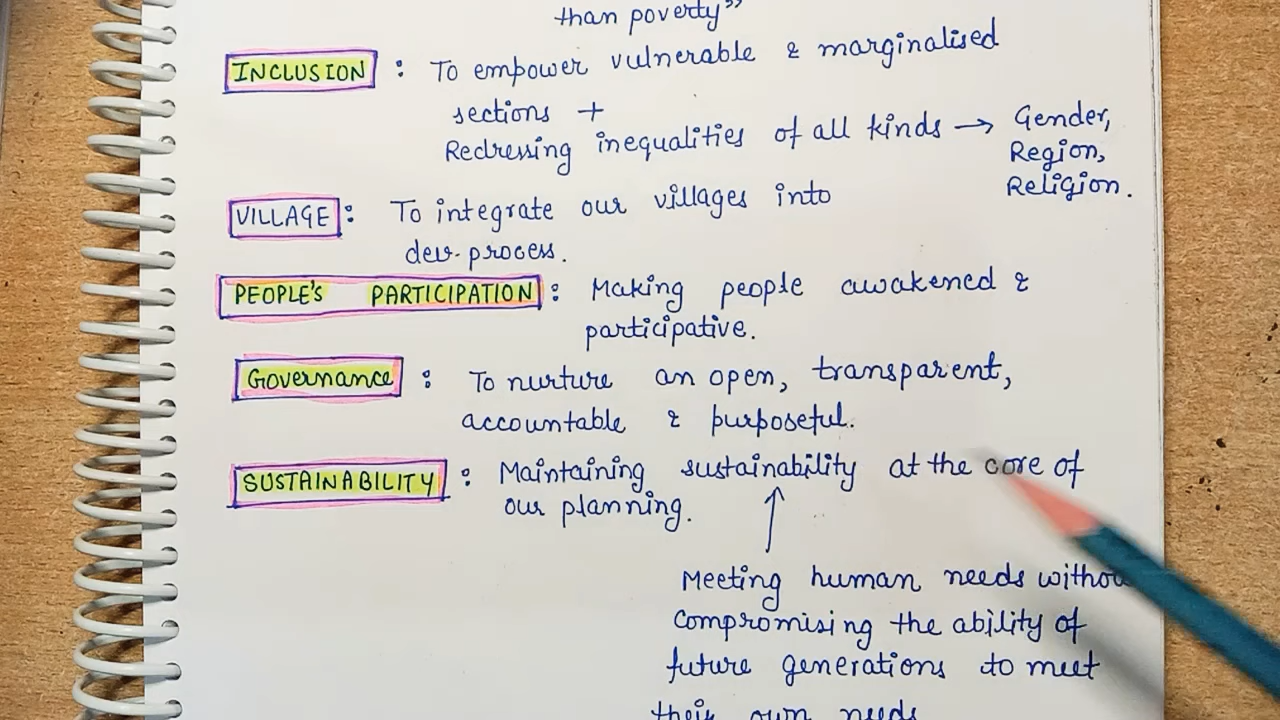 than poverty"
INCLUSION : To empower vulnerable & marginalised
sections +
Redressing inequalities of all kinds → Gender,
Region,
Religion.
VILLAGE : To integrate our villages into
dev. process.
PEOPLE'S PARTICIPATION : Making people awakened &
participative.
Governance : To nurture an open, transparent,
accountable & purposeful.
SUSTAINABILITY : Maintaining sustainability at the core of
our planning.
↑
Meeting human needs
compromising the ability of
future generations to meet
their own needs